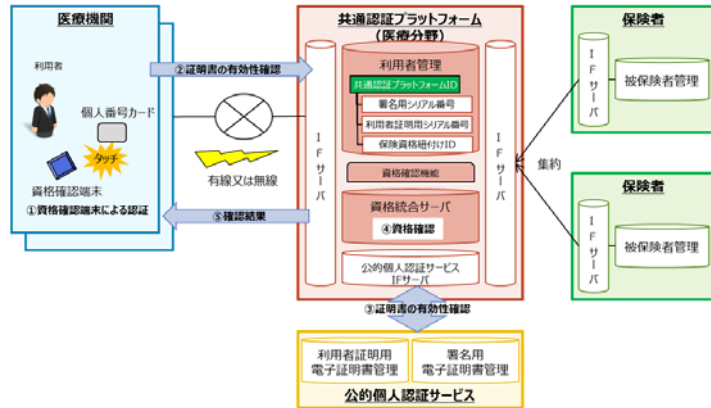 医療機関
利用者
個人番号カード
タッチ
資格確認端末
①資格確認端末による認証
②証明書の有効性確認
有線又は無線
⑤確認結果
共通認証プラットフォーム
(医療分野)
IFサーバ
利用者管理
共通認証プラットフォームID
署名用シリアル番号
利用者証明用シリアル番号
保険資格紐付けID
資格確認機能
資格統合サーバ
④資格確認
公的個人認証サービス
IFサーバ
IFサーバ
③証明書の有効性確認
利用者証明用
電子証明書管理
署名用
電子証明書管理
公的個人認証サービス
集約
保険者
IFサーバ
被保険者管理
保険者
IFサーバ
被保険者管理